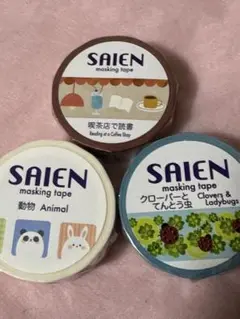 SAIEN
masking tape
喫茶店で読書
Reading at a Coffee Shop
SAIEN
masking tape
動物 Animal
SAIEN
masking tape
クローバーと
てんとう虫
Clovers &
Ladybugs